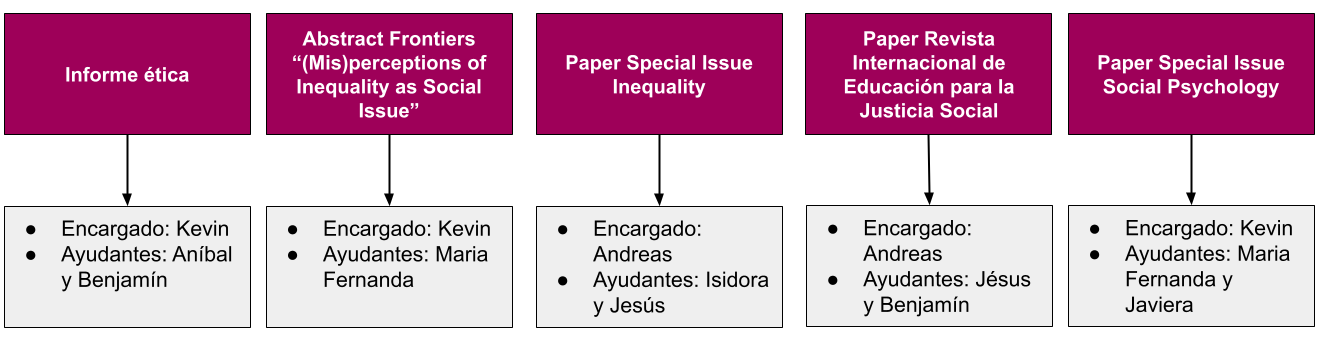 Informe ética
Abstract Frontiers
“(Mis)perceptions of
Inequality as Social
Issue”
Paper Special Issue
Inequality
Paper Revista
Internacional de
Educación para la
Justicia Social
Paper Special Issue
Social Psychology
● Encargado: Kevin
● Ayudantes: Aníbal
y Benjamín
● Encargado: Kevin
● Ayudantes: Maria
Fernanda
● Encargado:
Andreas
● Ayudantes: Isidora
y Jesús
● Encargado:
Andreas
● Ayudantes: Jésus
y Benjamín
● Encargado: Kevin
● Ayudantes: Maria
Fernanda y
Javiera